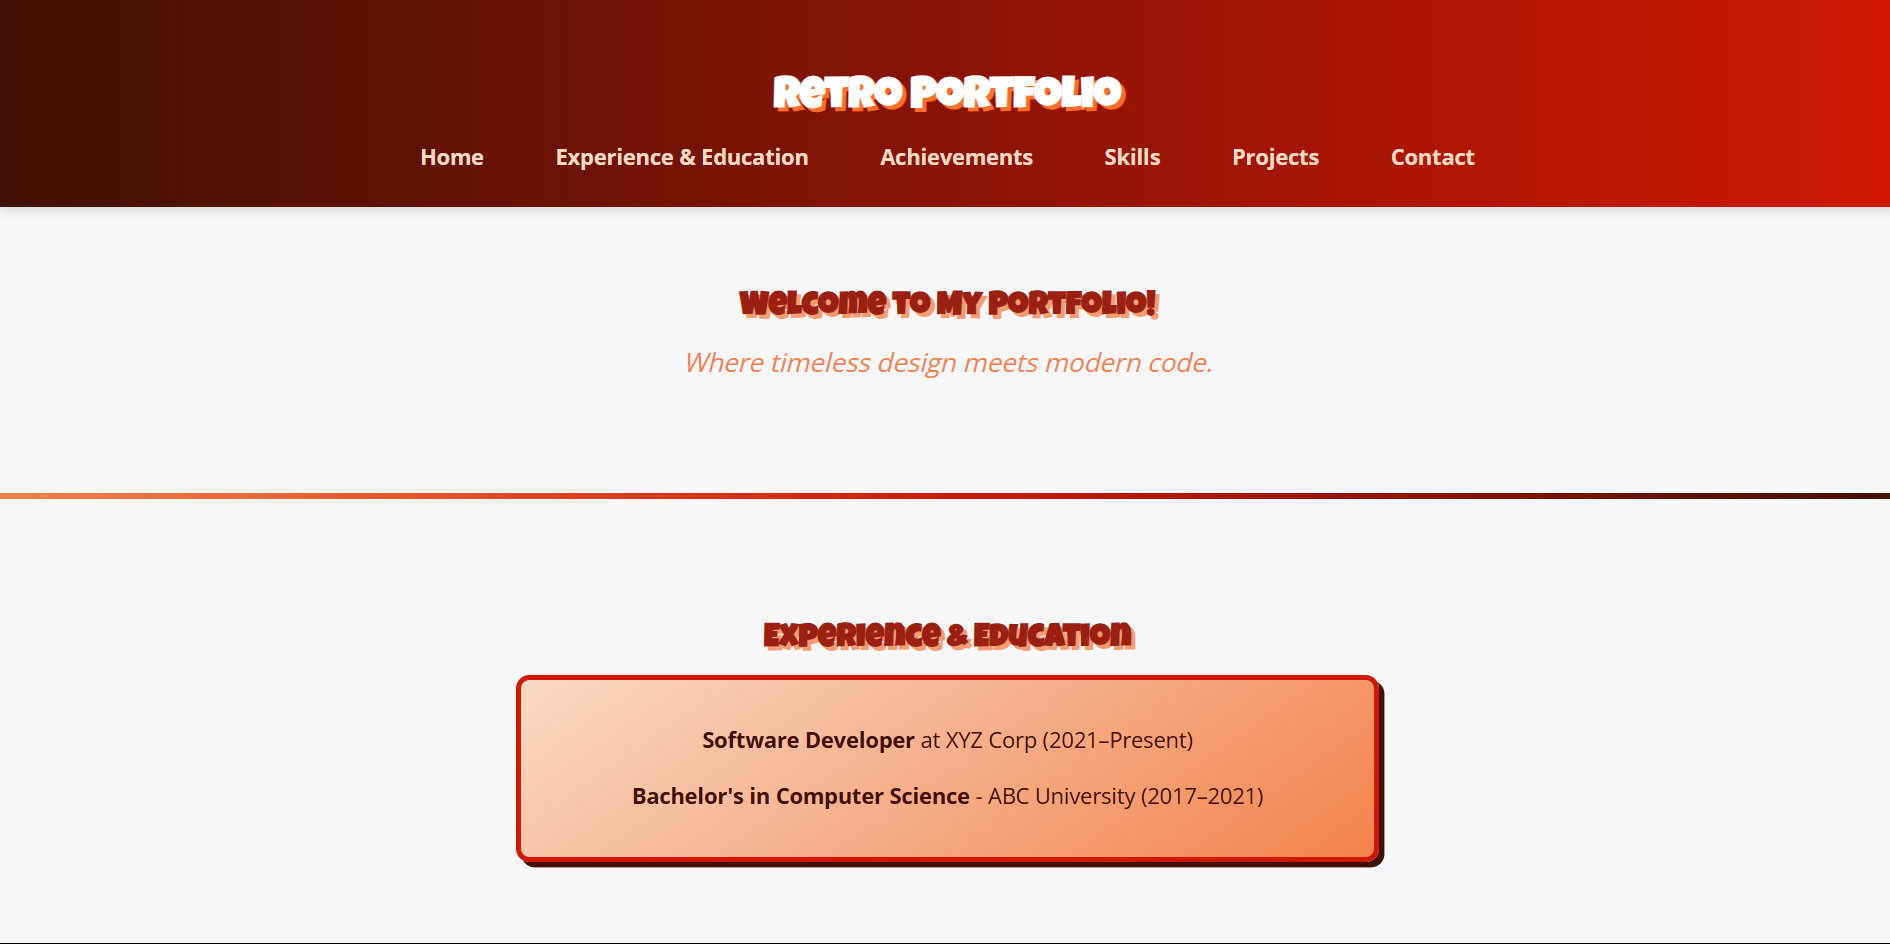 Retro Portfolio
Home Experience & Education Achievements Skills Projects Contact
Welcome to My Portfolio!
Where timeless design meets modern code.
Experience & Education
Software Developer at XYZ Corp (2021–Present)
Bachelor's in Computer Science - ABC University (2017–2021)